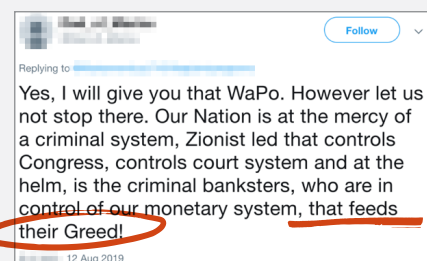 Follow
Replying to
Yes, I will give you that WaPo. However let us
not stop there. Our Nation is at the mercy of
a criminal system, Zionist led that controls
Congress, controls court system and at the
helm, is the criminal banksters, who are in
control of our monetary system, that feeds
their Greed!
12 Aug 2019